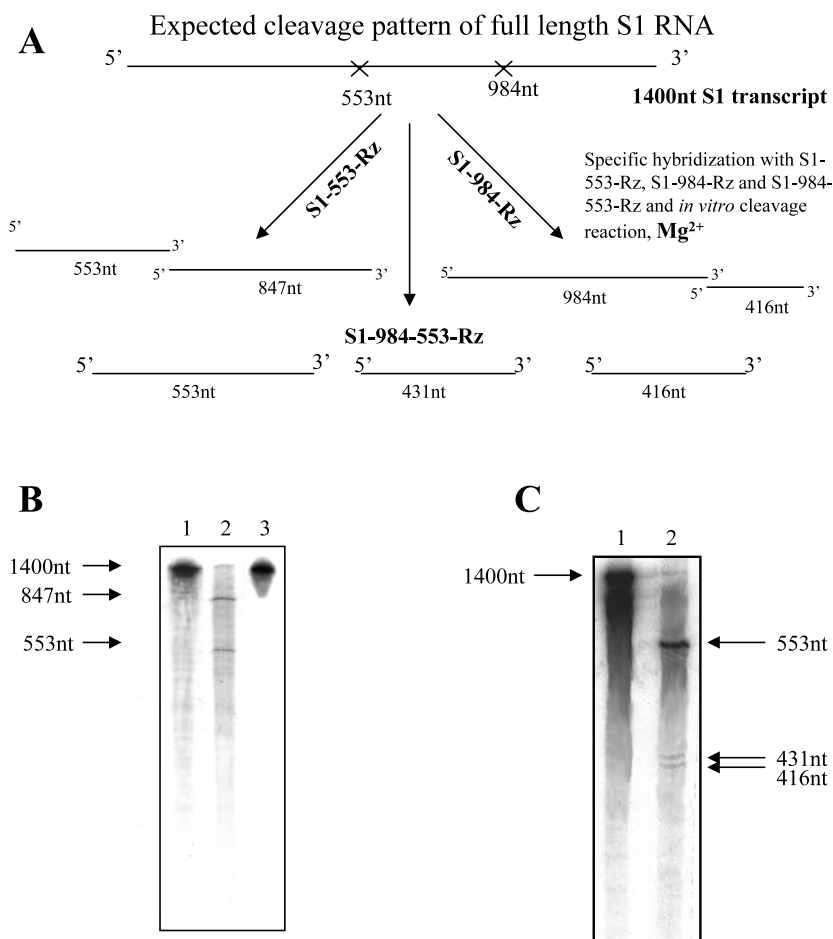 A
Expected cleavage pattern of full length S1 RNA
5’
3’
553nt
984nt
1400nt S1 transcript
S1-553-Rz
S1-984-Rz
Specific hybridization with S1-
553-Rz, S1-984-Rz and S1-984-
553-Rz and in vitro cleavage
reaction, Mg²⁺
5’
3’
553nt
5’
3’
847nt
5’
3’
984nt
5’
3’
416nt
S1-984-553-Rz
5’
3’
553nt
5’
3’
431nt
5’
3’
416nt
B
1 2 3
1400nt
847nt
553nt
C
1 2
1400nt
553nt
431nt
416nt